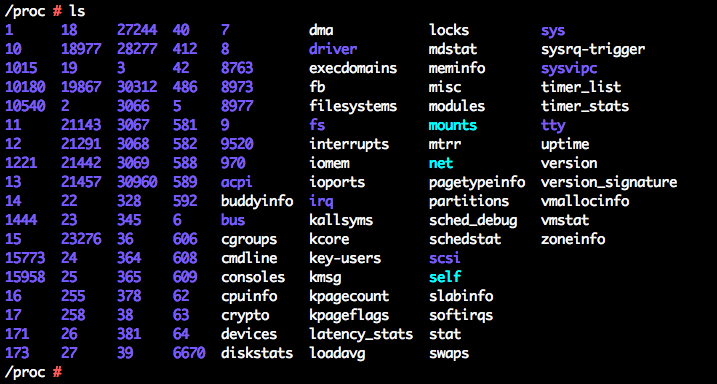 /proc # ls
1 18 27244 40 7 dma locks sys
10 18977 28277 412 8 driver mdstat sysrq-trigger
1015 19 3 42 8763 execdomains meminfo sysvipc
10180 19867 30312 486 8973 fb misc timer_list
10540 2 3066 5 8977 filesystems modules timer_stats
11 21143 3067 581 9 fs mounts tty
12 21291 3068 582 9520 interrupts mtrr uptime
1221 21442 3069 588 970 iomem net version
13 21457 30960 589 acpi ioports pagetypeinfo version_signature
14 22 328 592 buddyinfo irq partitions vmallocinfo
1444 23 345 6 bus kallsyms sched_debug vmstat
15 23276 36 606 cgroups kcore schedstat zoneinfo
15773 24 364 608 cmdline key-users scsi
15958 25 365 609 consoles kmsg self
16 255 378 62 cpuinfo kpagecount slabinfo
17 258 38 63 crypto kpageflags softirqs
171 26 381 64 devices latency_stats stat
173 27 39 6670 diskstats loadavg swaps
/proc #